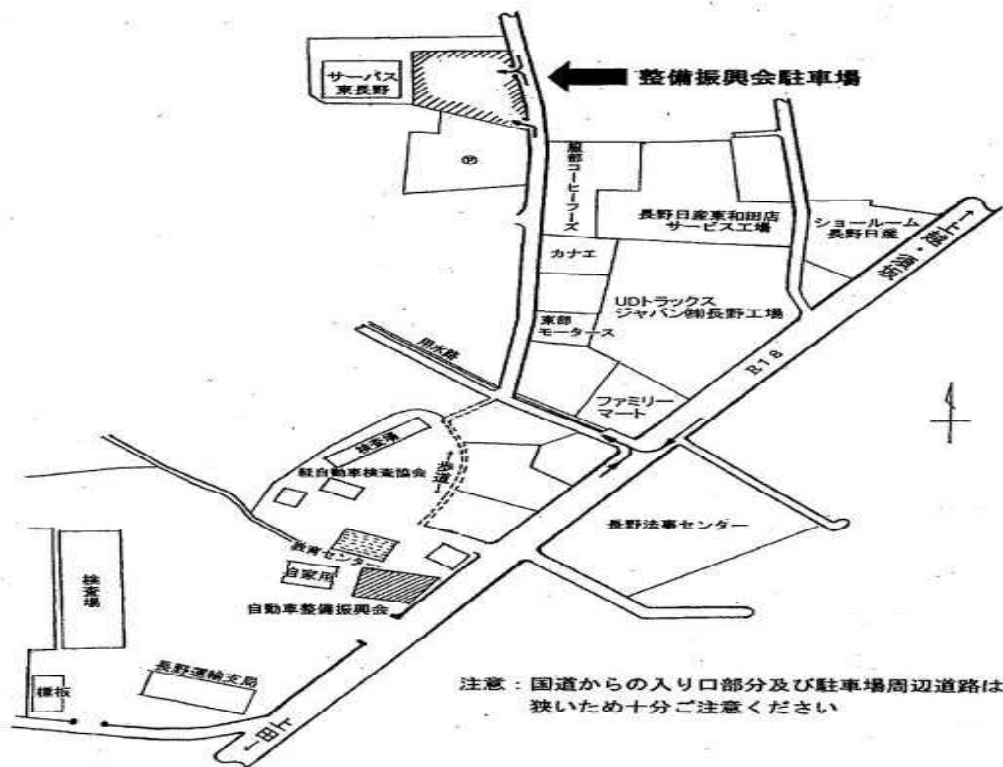 サーパス
東長野
整備振興会駐車場
Ⓟ
服部コーヒーフーズ
長野日産東和田店
サービス工場
ショールーム
長野日産
↑上越・須坂
カナエ
UDトラックス
ジャパン㈱長野工場
東部
モータース
用水路
R18
ファミリー
マート
検査場
軽自動車検査協会
←歩道→
長野法事センター
教育センター
自家用
検査場
自動車整備振興会
長野運輸支局
標板
上田
注意：国道からの入り口部分及び駐車場周辺道路は
狭いため十分ご注意ください